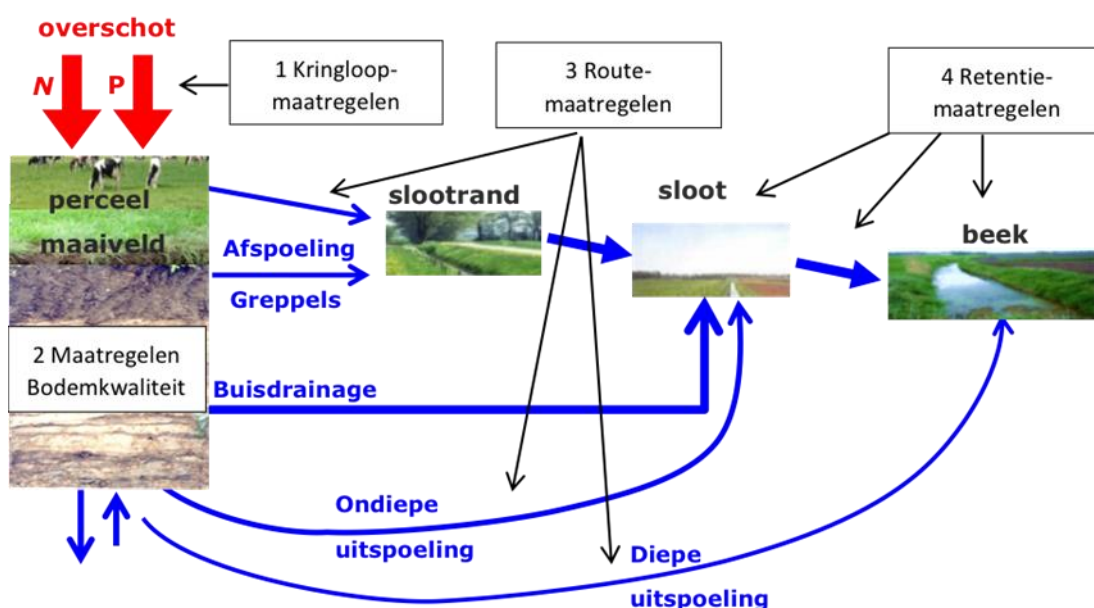 overschot
N P
1 Kringloop-
maatregelen
3 Route-
maatregelen
4 Retentie-
maatregelen
perceel
maaiveld
slootrand
sloot
beek
Afspoeling
Greppels
2 Maatregelen
Bodemkwaliteit
Buisdrainage
Ondiepe
uitspoeling
Diepe
uitspoeling